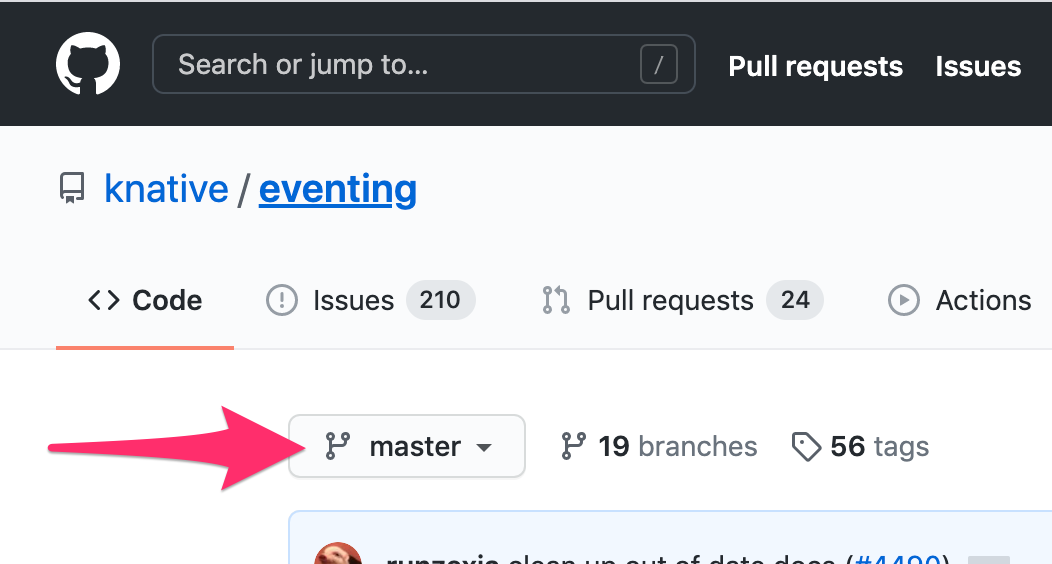 Search or jump to... / Pull requests Issues
knative / eventing
<> Code Issues 210 Pull requests 24 Actions
master 19 branches 56 tags
runzexia clean up out of date docs (#4490)